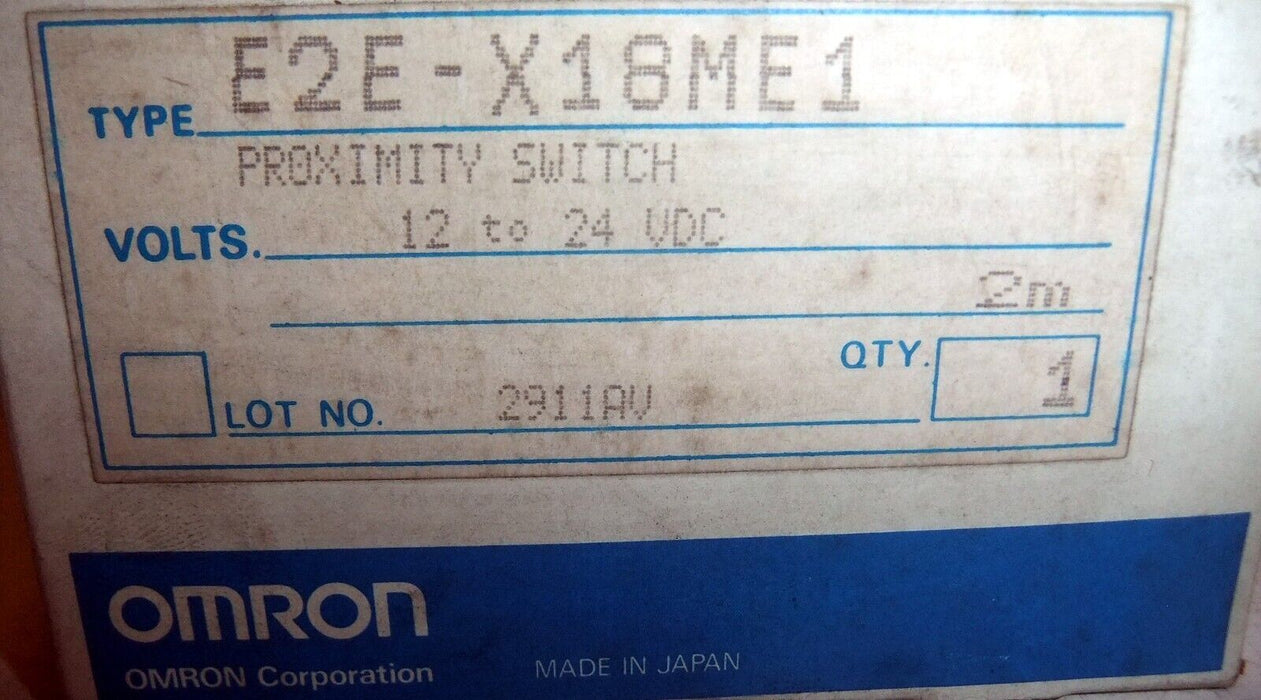 TYPE E2E-X18ME1
PROXIMITY SWITCH
VOLTS. 12 to 24 VDC
2m
QTY. 1
LOT NO. 2911AV
OMRON
OMRON Corporation
MADE IN JAPAN